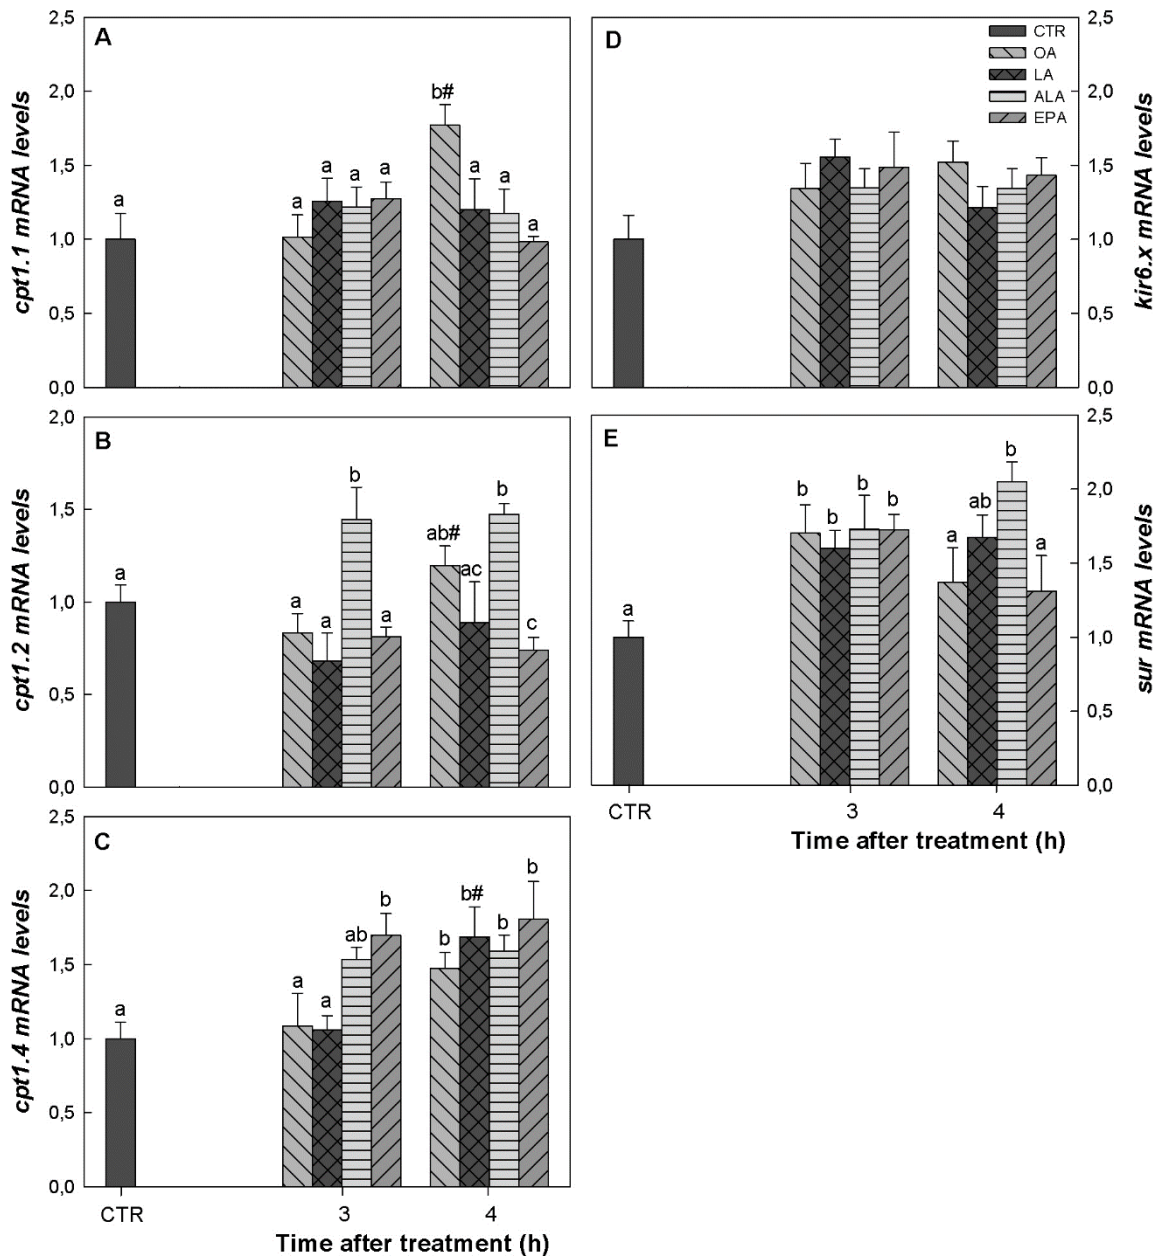 A
cpt1.1 mRNA levels
2,5
2,0
1,5
1,0
0,5
0,0
a
a
a
a
a
b#
a
a
a
B
cpt1.2 mRNA levels
2,0
1,5
1,0
0,5
0,0
a
a
a
b
a
ab#
ac
b
c
C
cpt1.4 mRNA levels
2,5
2,0
1,5
1,0
0,5
0,0
a
a
a
ab
b
b
b#
b
b
CTR
3
4
Time after treatment (h)
D
CTR
OA
LA
ALA
EPA
2,5
2,0
1,5
1,0
0,5
0,0
kir6.x mRNA levels
E
a
b
b
b
b
a
ab
b
a
2,5
2,0
1,5
1,0
0,5
0,0
sur mRNA levels
CTR
3
4
Time after treatment (h)